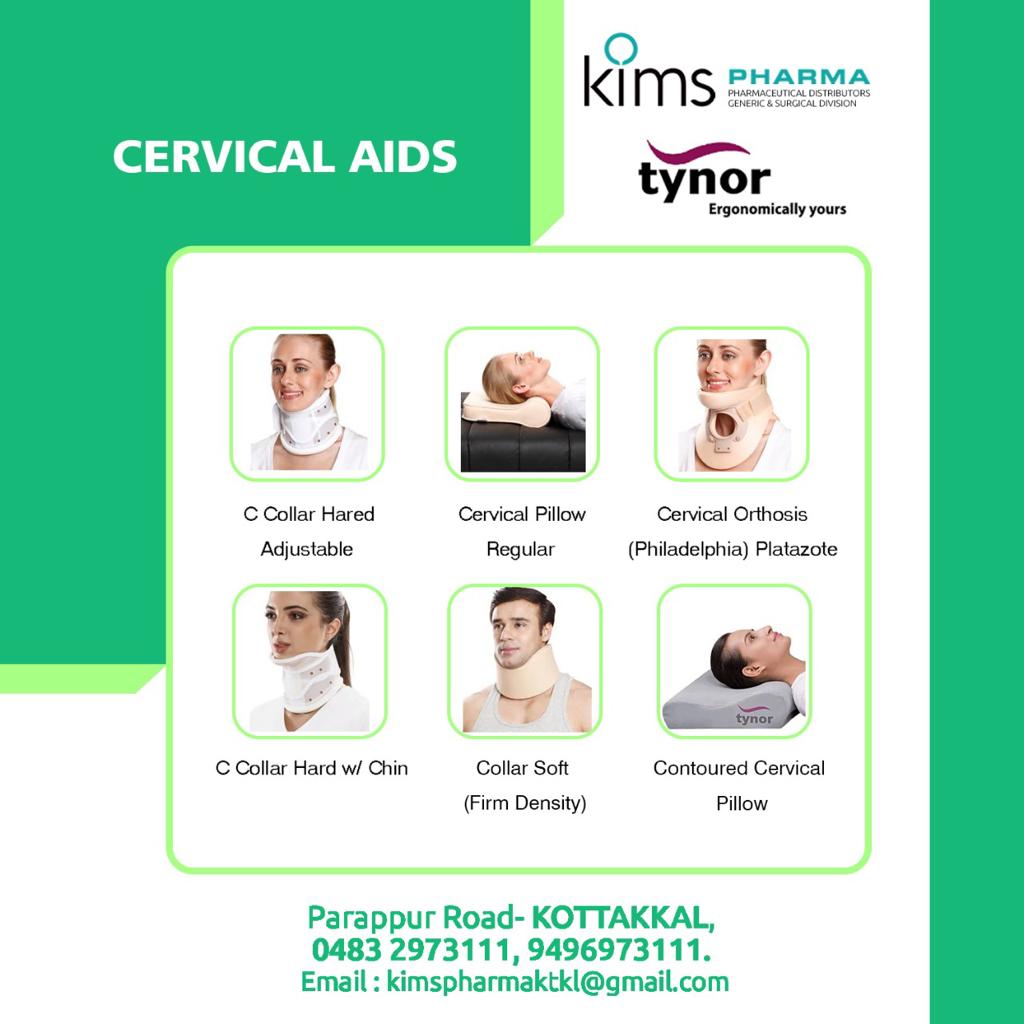 kims PHARMA
PHARMACEUTICAL DISTRIBUTORS
GENERIC & SURGICAL DIVISION
CERVICAL AIDS
tynor
Ergonomically yours
C Collar Hared
Adjustable
Cervical Pillow
Regular
Cervical Orthosis
(Philadelphia) Platazote
tynor
C Collar Hard w/ Chin
Collar Soft
(Firm Density)
Contoured Cervical
Pillow
Parappur Road- KOTTAKKAL,
0483 2973111, 9496973111.
Email : kimspharmaktkl@gmail.com